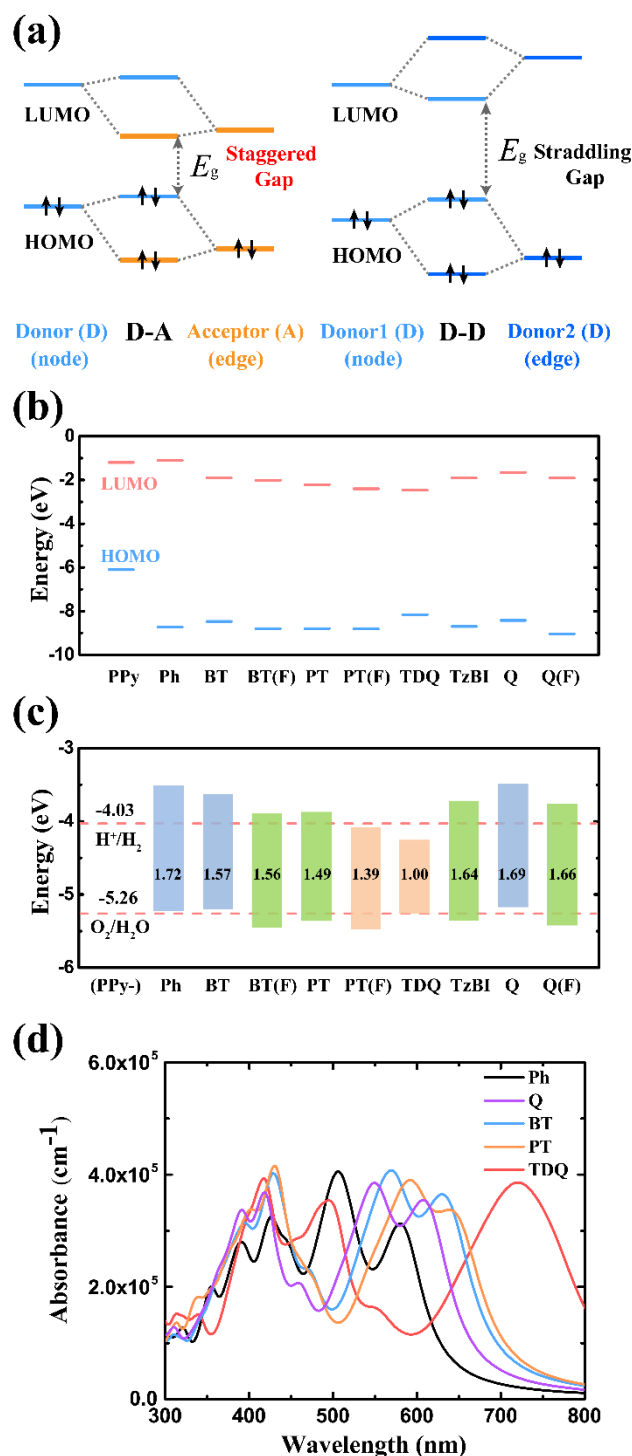 (a)
LUMO
HOMO
Eg
Staggered
Gap
LUMO
HOMO
Eg
Straddling
Gap
Donor (D)
(node)
D-A
Acceptor (A)
(edge)
Donor1 (D)
(node)
D-D
Donor2 (D)
(edge)
(b)
Energy (eV)
0
-2
-4
-6
-8
-10
LUMO
HOMO
PPy Ph BT BT(F) PT PT(F) TDQ TzBI Q Q(F)
(c)
Energy (eV)
-3
-4
-5
-6
-4.03
H⁺/H₂
-5.26
O₂/H₂O
1.72 1.57 1.56 1.49 1.39 1.00 1.64 1.69 1.66
(PPy-) Ph BT BT(F) PT PT(F) TDQ TzBI Q Q(F)
(d)
Absorbance (cm⁻¹)
6.0x10⁵
4.0x10⁵
2.0x10⁵
0.0
Ph
Q
BT
PT
TDQ
300 400 500 600 700 800
Wavelength (nm)